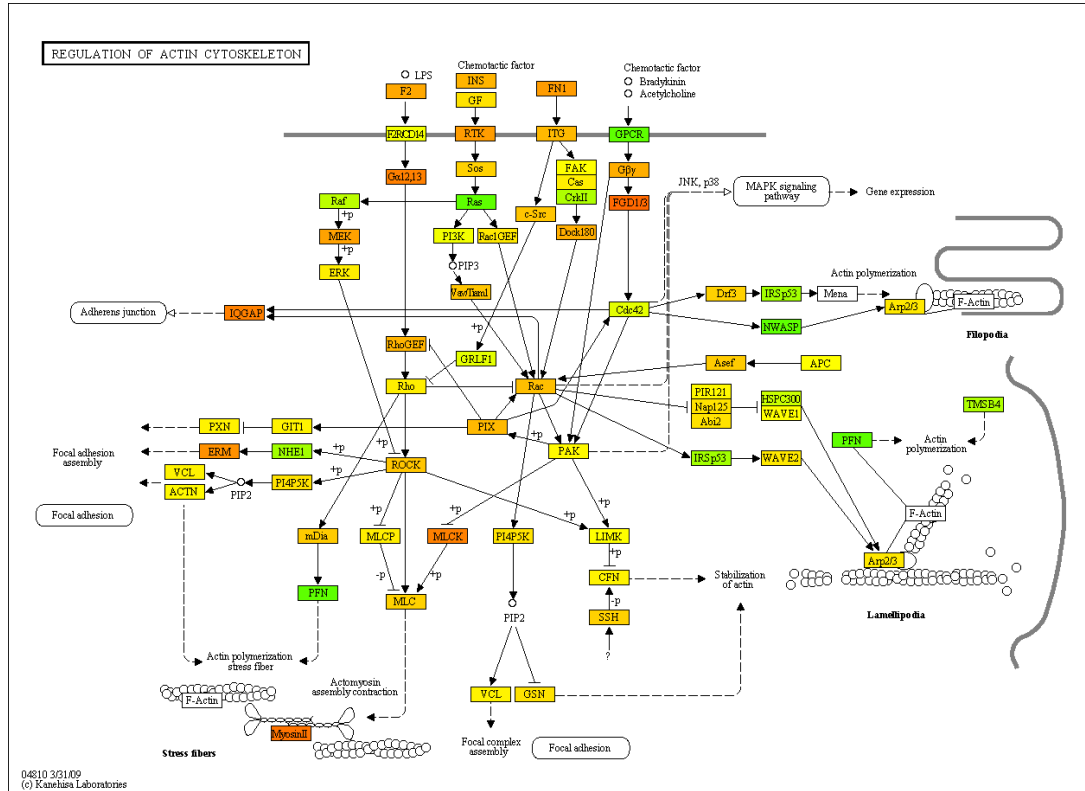 REGULATION OF ACTIN CYTOSKELETON
LPS
Chemotactic factor
Chemotactic factor
Bradykinin
Acetylcholine
F2
INS
GF
FN1
F2R
CD14
RTK
ITG
GPCR
Gα12,13
Sos
FAK
Cas
CrkII
Gβγ
JNK, p38
MAPK signaling
pathway
Gene expression
Raf
Ras
c-Src
FGD1/3
+p
MEK
PI3K
Rac1GEF
Dock180
+p
ERK
PIP3
Vav/Tiam1
Actin polymerization
Drf3
IRSp53
Mena
Arp2/3
F-Actin
Adherens junction
IQGAP
Cdc42
NWASP
Filopodia
+p
RhoGEF
GRLF1
Asef
APC
Rho
Rac
PIR121
Nap125
Abi2
HSPC300
WAVE1
TMSB4
PXN
GIT1
PIX
PFN
Actin
polymerization
+p
+p
+p
Focal adhesion
assembly
ERM
NHE1
ROCK
PAK
IRSp53
WAVE2
VCL
ACTN
PIP2
PI4P5K
+p
Focal adhesion
F-Actin
+p
+p
+p
+p
mDia
MLCP
MLCK
PI4P5K
LIMK
+p
Arp2/3
-p
+p
CFN
Stabilization
of actin
PFN
MLC
-p
PIP2
SSH
Lamellipodia
?
Actin polymerization
stress fiber
Actomyosin
assembly contraction
VCL
GSN
F-Actin
MyosinII
Stress fibers
Focal complex
assembly
Focal adhesion
04810 3/31/09
(c) Kanehisa Laboratories